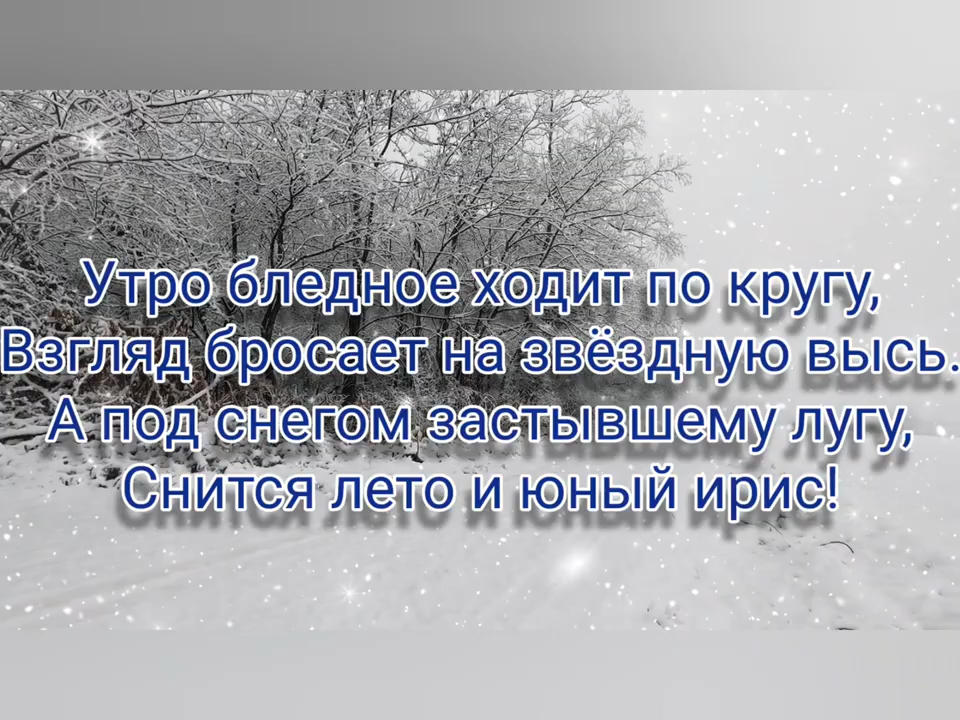 Утро бледное ходит по кругу,
Взгляд бросает на звёздную высь.
А под снегом застывшему лугу,
Снится лето и юный ирис!